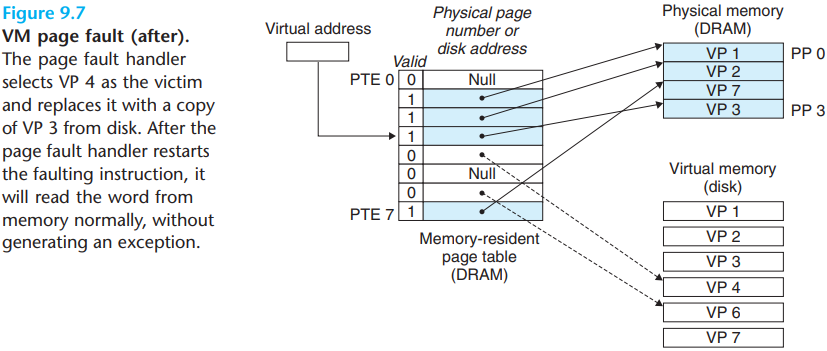 Figure 9.7
VM page fault (after).
The page fault handler
selects VP 4 as the victim
and replaces it with a copy
of VP 3 from disk. After the
page fault handler restarts
the faulting instruction, it
will read the word from
memory normally, without
generating an exception.
Virtual address
Physical page
number or
disk address
Valid
PTE 0 0 Null
1
1
1
0
0 Null
0
PTE 7 1
Memory-resident
page table
(DRAM)
Physical memory
(DRAM)
VP 1 PP 0
VP 2
VP 7
VP 3 PP 3
Virtual memory
(disk)
VP 1
VP 2
VP 3
VP 4
VP 6
VP 7